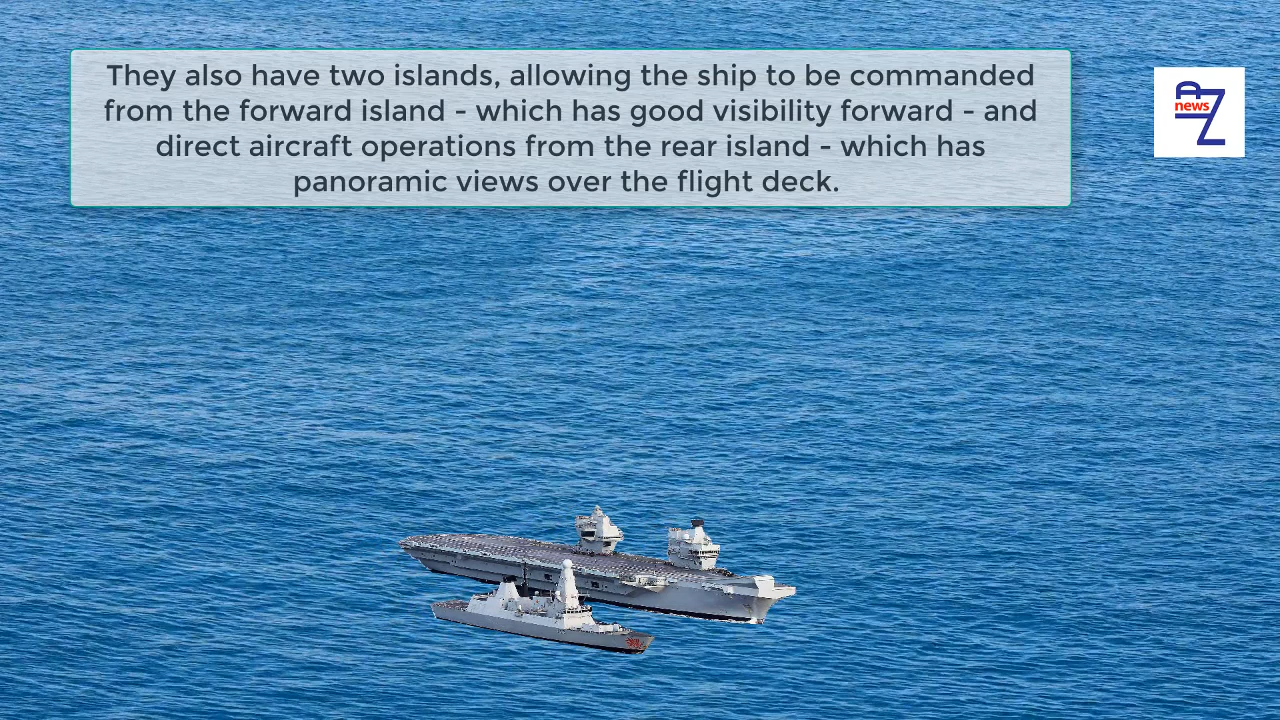 They also have two islands, allowing the ship to be commanded
from the forward island - which has good visibility forward - and
direct aircraft operations from the rear island - which has
panoramic views over the flight deck.
A
news
Z